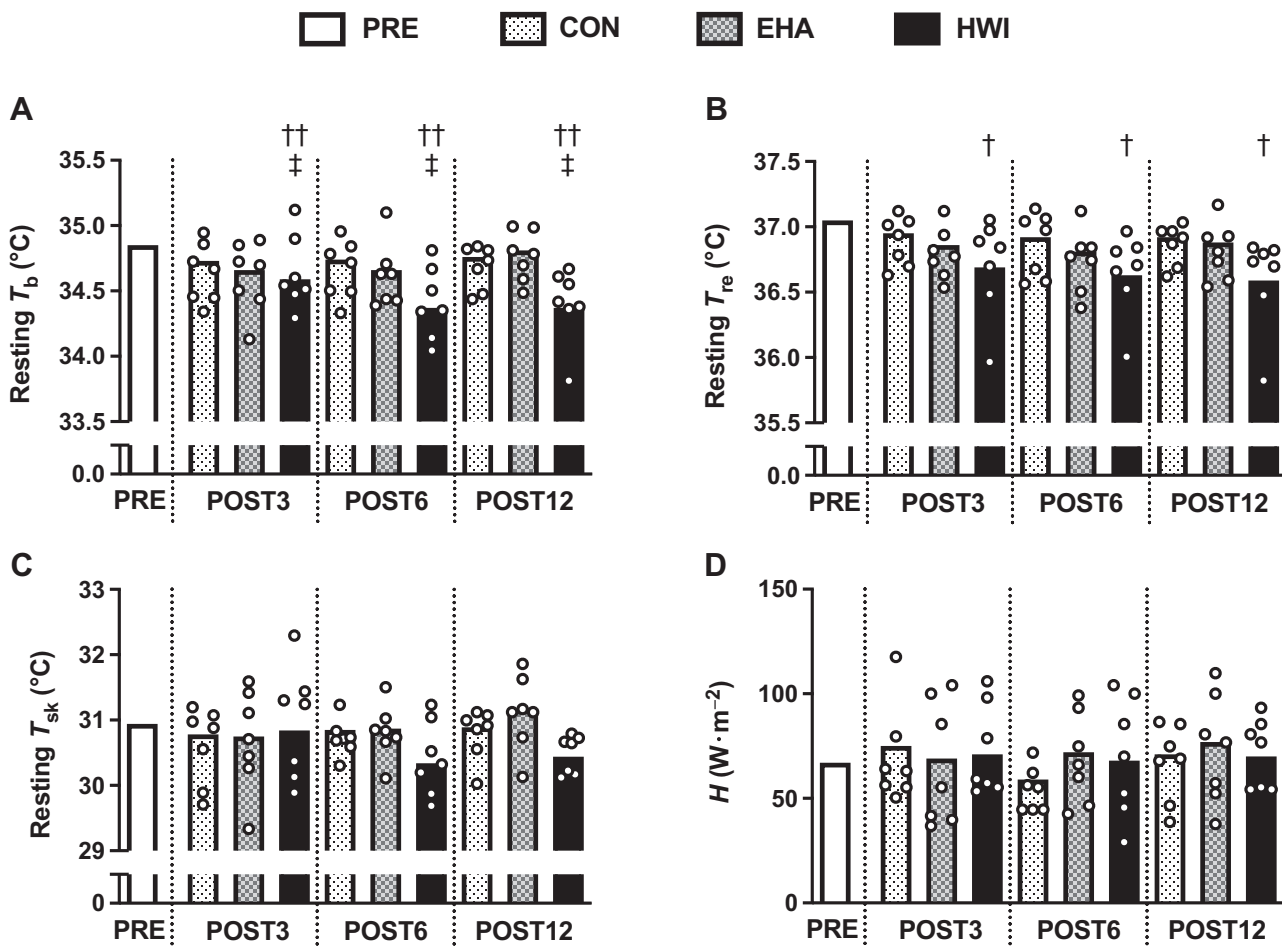 PRE CON EHA HWI
A
†† †† ††
‡ ‡ ‡
Resting Tb (°C)
35.5
35.0
34.5
34.0
33.5
0.0
PRE POST3 POST6 POST12
B
† † †
Resting Tre (°C)
37.5
37.0
36.5
36.0
35.5
0.0
PRE POST3 POST6 POST12
C
Resting Tsk (°C)
33
32
31
30
29
0
PRE POST3 POST6 POST12
D
H (W·m−2)
150
100
50
0
PRE POST3 POST6 POST12